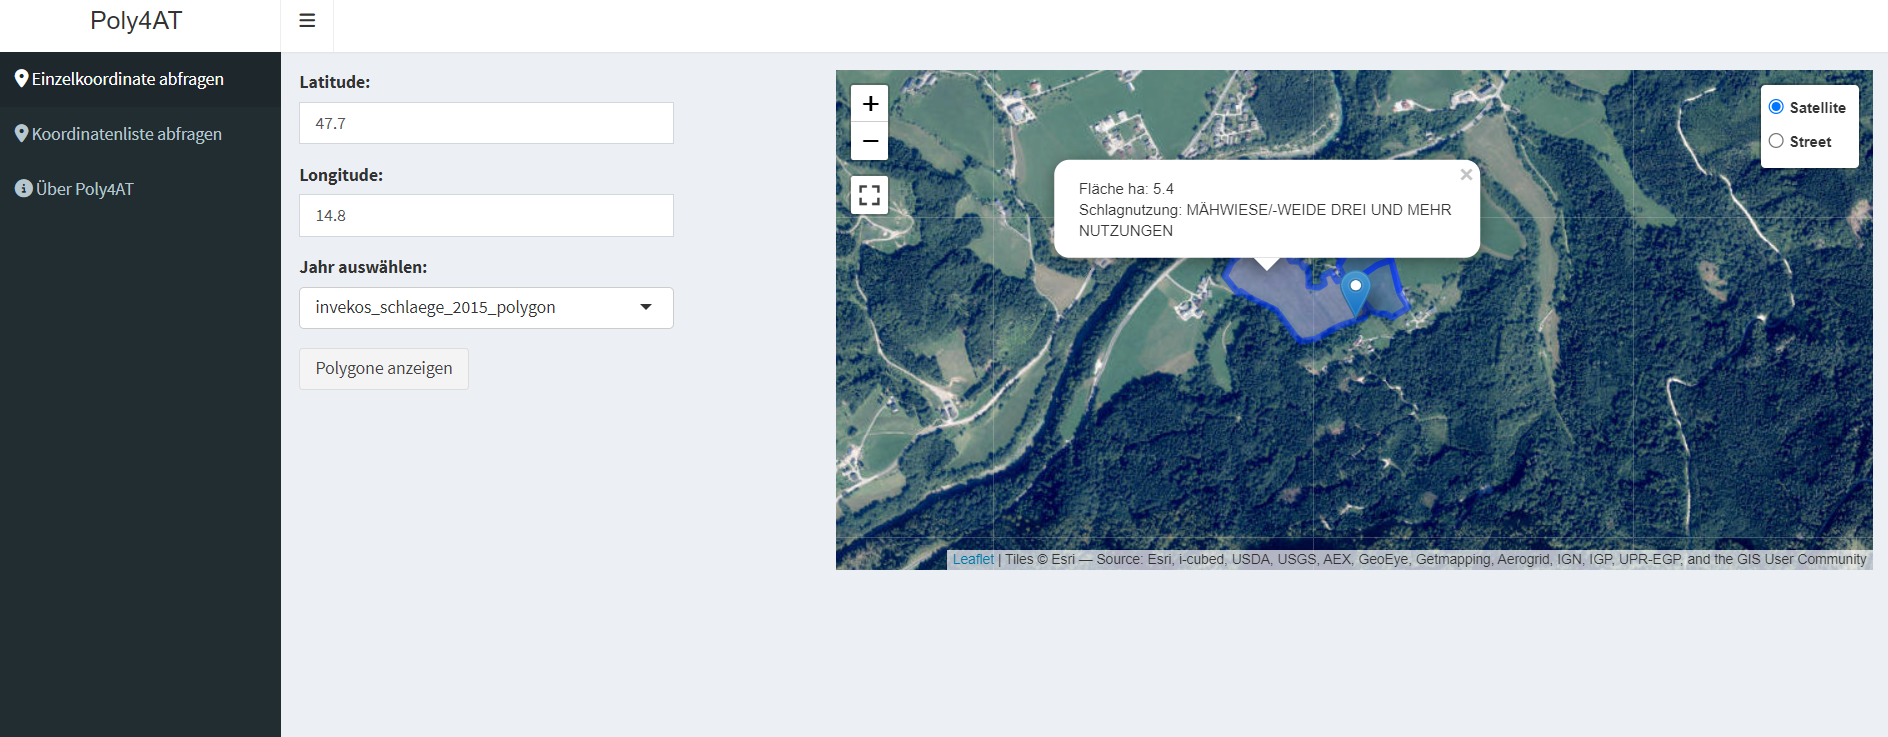 Poly4AT
Einzelkoordinate abfragen
Koordinatenliste abfragen
Über Poly4AT
Latitude:
47.7
Longitude:
14.8
Jahr auswählen:
invekos_schlaege_2015_polygon
Polygone anzeigen
+
−
Satellite
Street
×
Fläche ha: 5.4
Schlagnutzung: MÄHWIESE/-WEIDE DREI UND MEHR
NUTZUNGEN
Leaflet | Tiles © Esri — Source: Esri, i-cubed, USDA, USGS, AEX, GeoEye, Getmapping, Aerogrid, IGN, IGP, UPR-EGP, and the GIS User Community